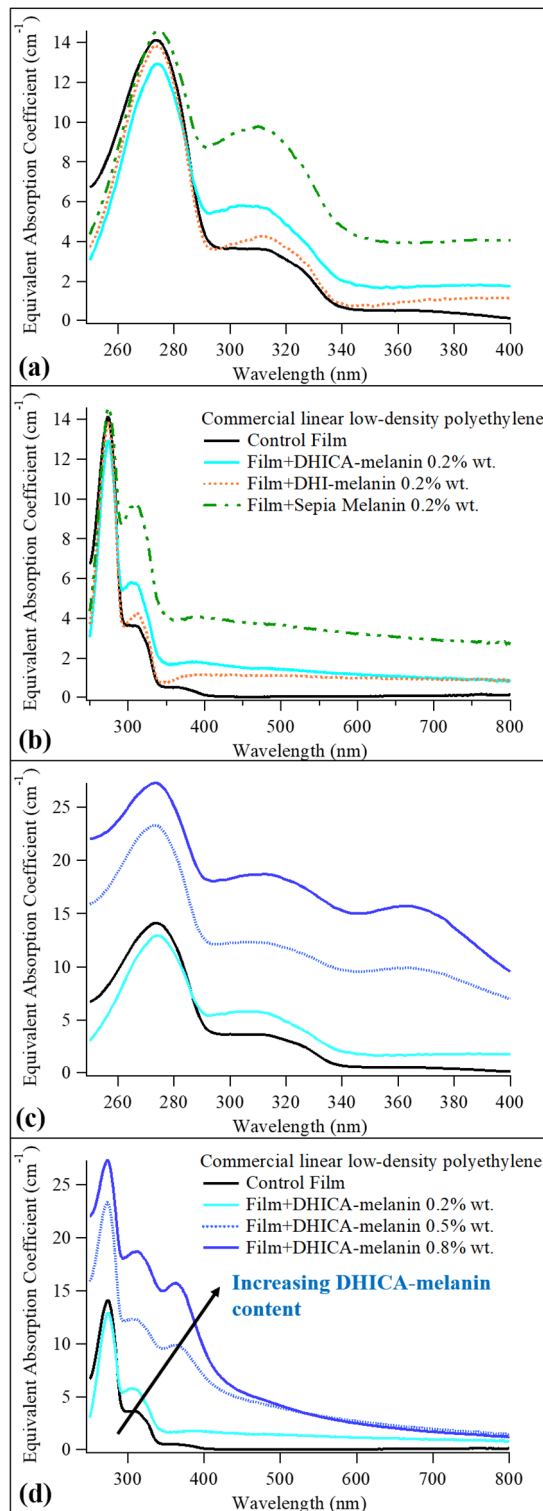 14
12
10
8
6
4
2
0
Equivalent Absorption Coefficient (cm⁻¹)
260 280 300 320 340 360 380 400
Wavelength (nm)
(a)
14
12
10
8
6
4
2
0
Equivalent Absorption Coefficient (cm⁻¹)
Commercial linear low-density polyethylene
Control Film
Film+DHICA-melanin 0.2% wt.
Film+DHI-melanin 0.2% wt.
Film+Sepia Melanin 0.2% wt.
300 400 500 600 700 800
Wavelength (nm)
(b)
25
20
15
10
5
0
Equivalent Absorption Coefficient (cm⁻¹)
260 280 300 320 340 360 380 400
Wavelength (nm)
(c)
25
20
15
10
5
0
Equivalent Absorption Coefficient (cm⁻¹)
Commercial linear low-density polyethylene
Control Film
Film+DHICA-melanin 0.2% wt.
Film+DHICA-melanin 0.5% wt.
Film+DHICA-melanin 0.8% wt.
Increasing DHICA-melanin
content
300 400 500 600 700 800
Wavelength (nm)
(d)